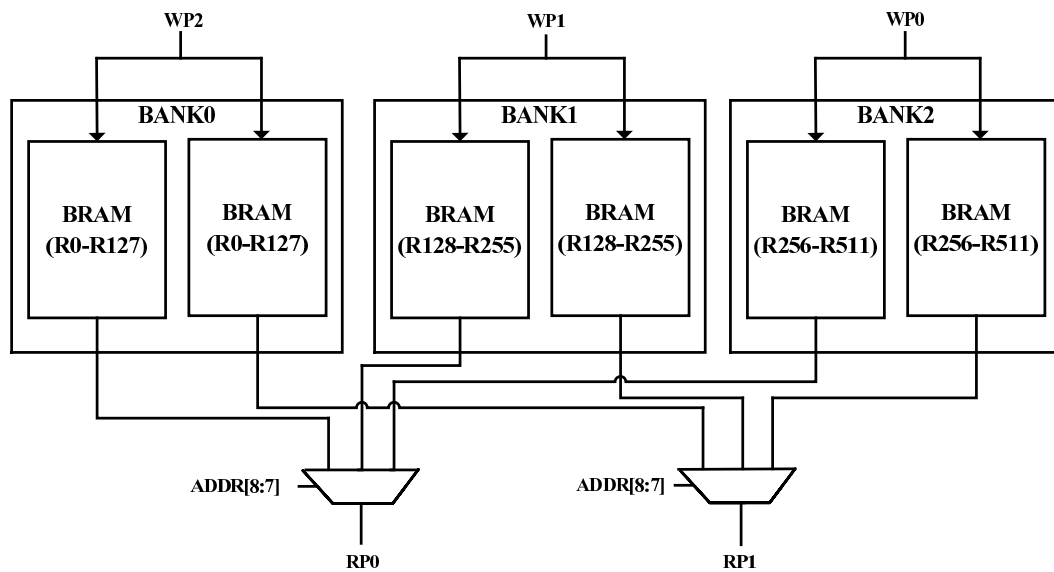 WP2
WP1
WP0
BANK0
BANK1
BANK2
BRAM
(R0-R127)
BRAM
(R0-R127)
BRAM
(R128-R255)
BRAM
(R128-R255)
BRAM
(R256-R511)
BRAM
(R256-R511)
ADDR[8:7]
ADDR[8:7]
RP0
RP1